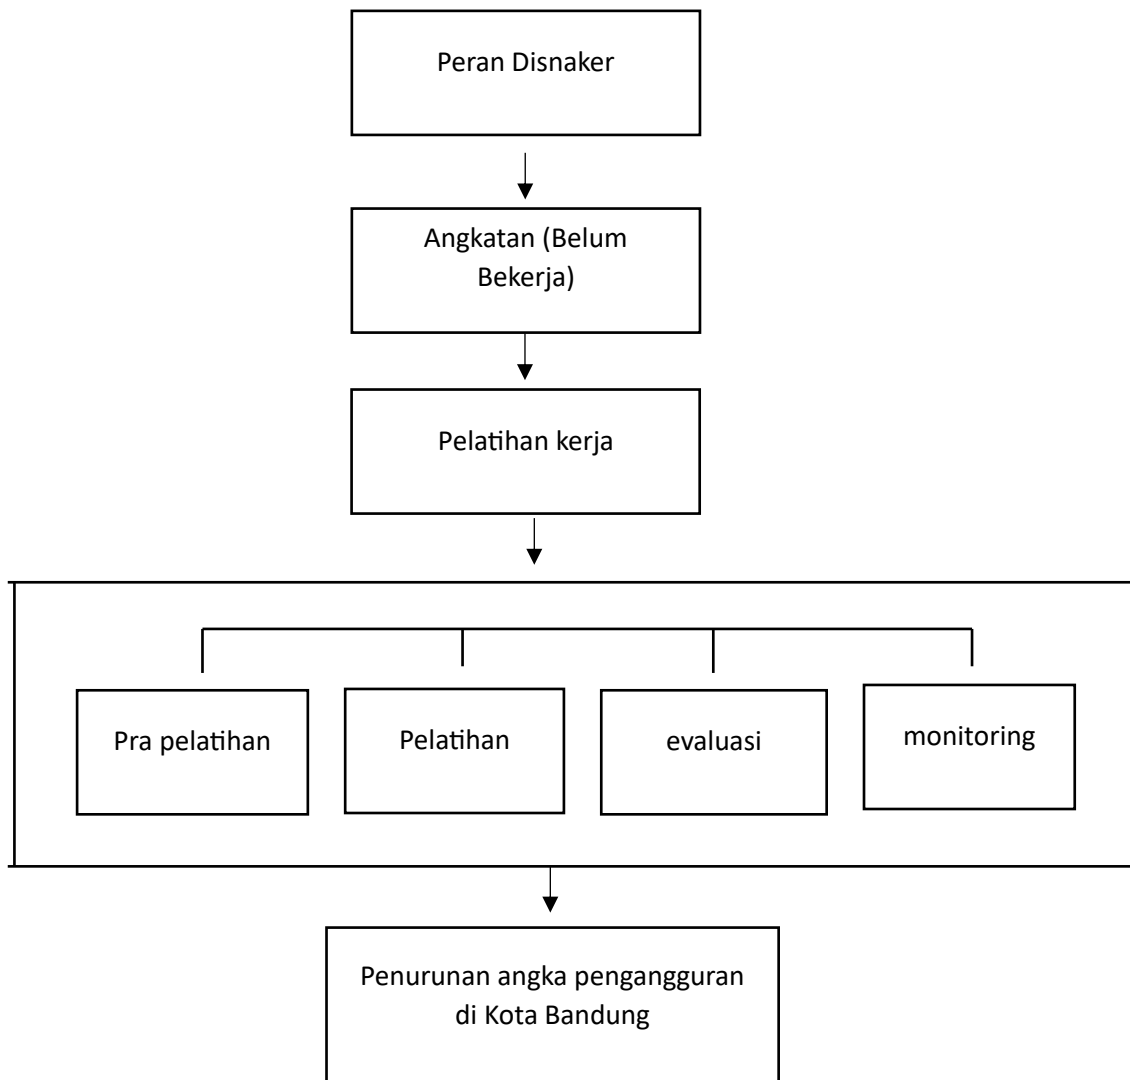 Peran Disnaker
Angkatan (Belum
Bekerja)
Pelatihan kerja
Pra pelatihan
Pelatihan
evaluasi
monitoring
Penurunan angka pengangguran
di Kota Bandung